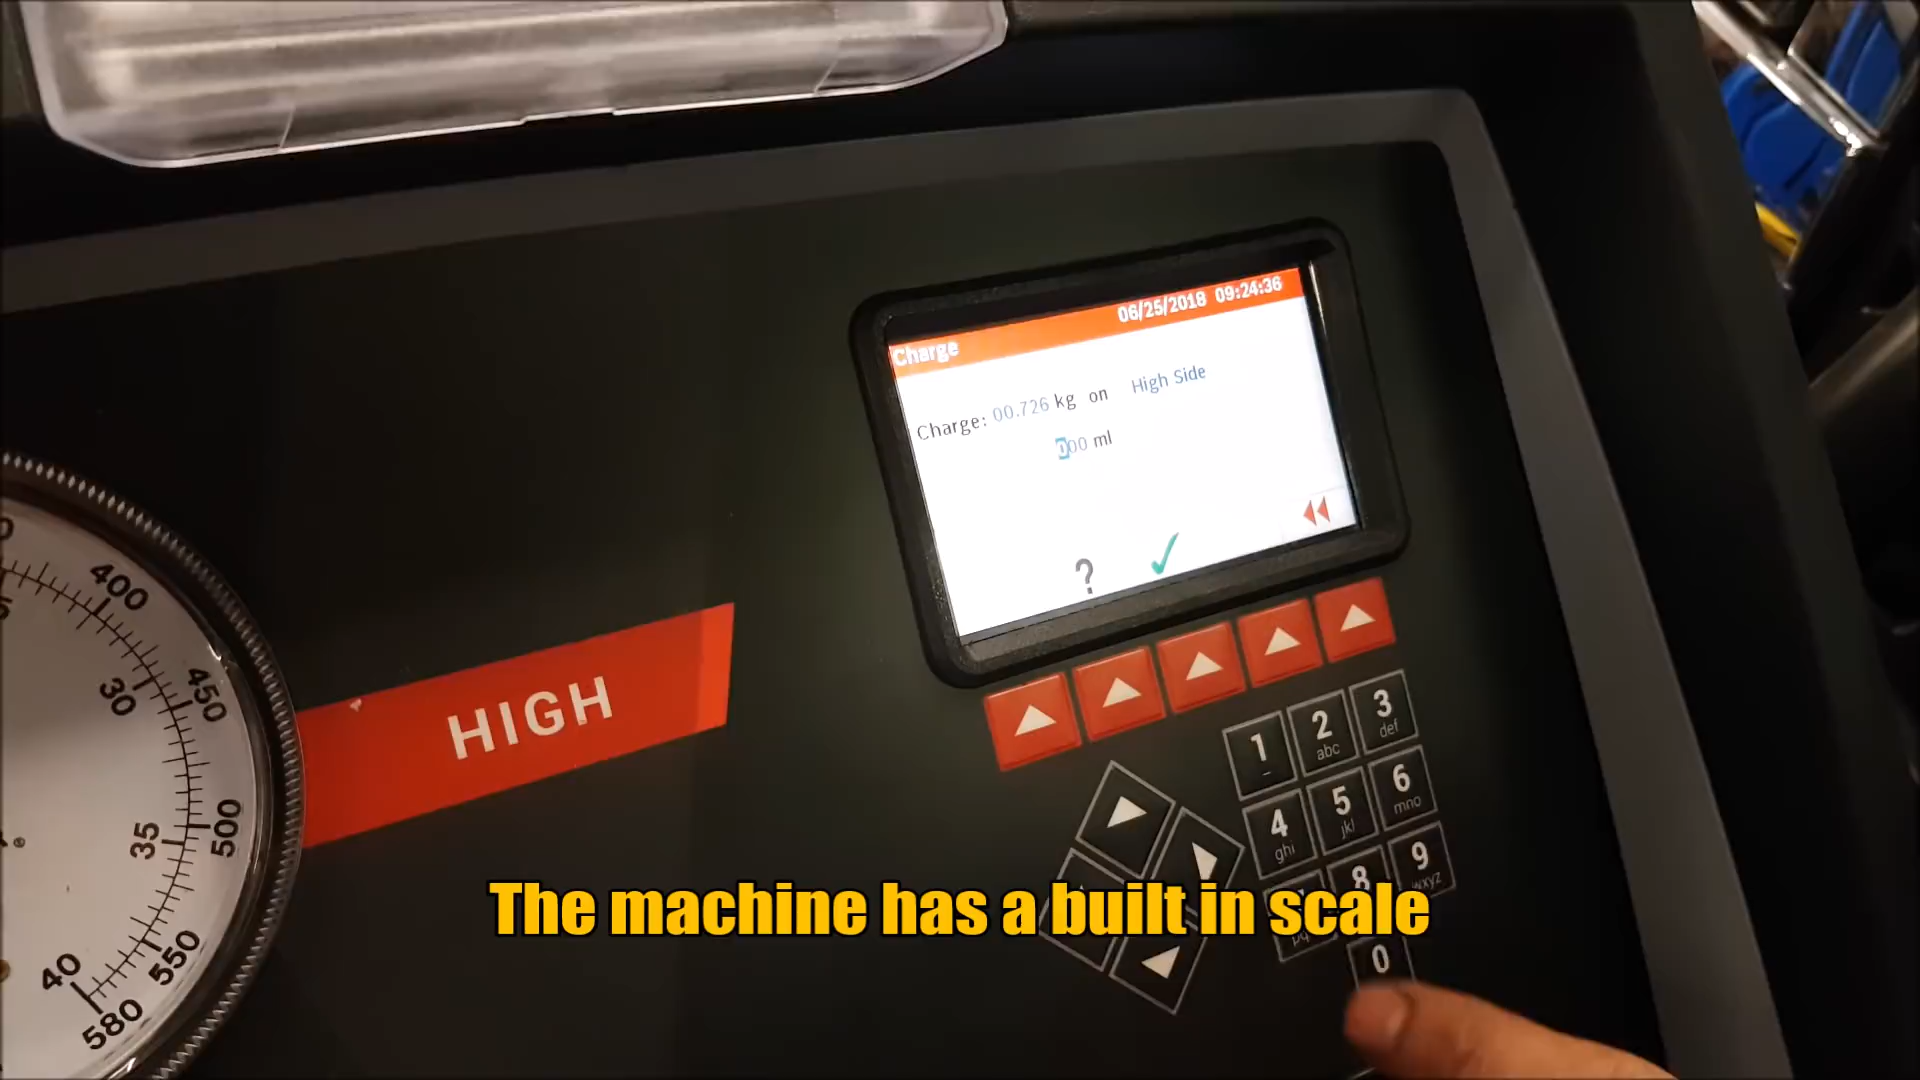 06/25/2018 09:24:36
Charge
Charge: 00.726 kg on High Side
000 ml
?
HIGH
400
30
450
35
500
40
550
580
1
2 abc
3 def
4 ghi
5 jkl
6 mno
8
9 wxyz
0
The machine has a built in scale